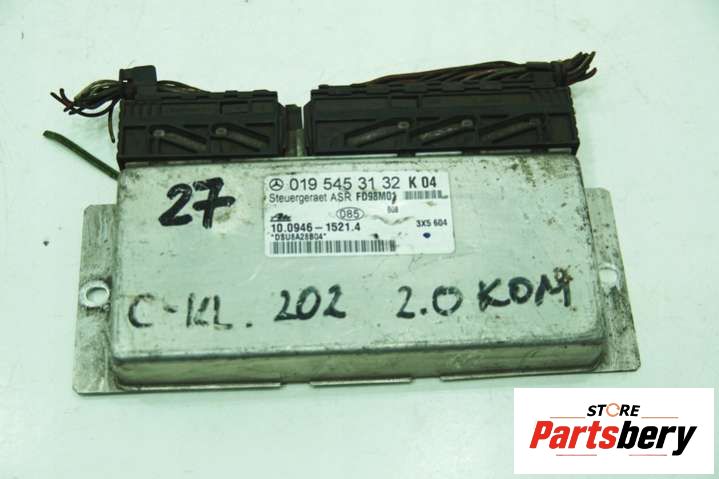 27
019 545 31 32 K 04
Steuergeraet ASR FD98M01
085
10.0946-1521.4 3X5 604
C-KL. 202 2.0 KOM
STORE
Partsbery